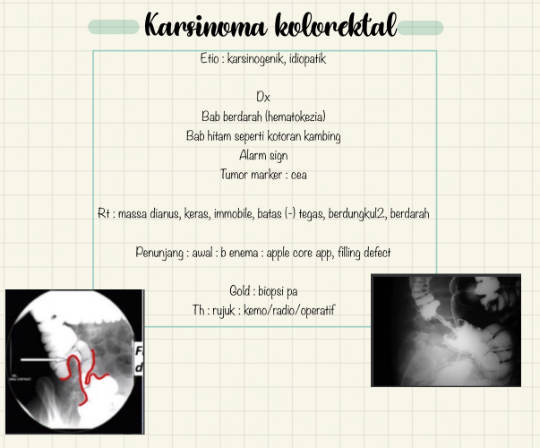 Karsinoma kolorektal
Etio : karsinogenik, idiopatik
Dx
Bab berdarah (hematokezia)
Bab hitam seperti kotoran kambing
Alarm sign
Tumor marker : cea
Rt : massa dianus, keras, immobile, batas (-) tegas, berdungkul2, berdarah
Penunjang : awal : b enema : apple core app, filling defect
Gold : biopsi pa
Th : rujuk : kemo/radio/operatif